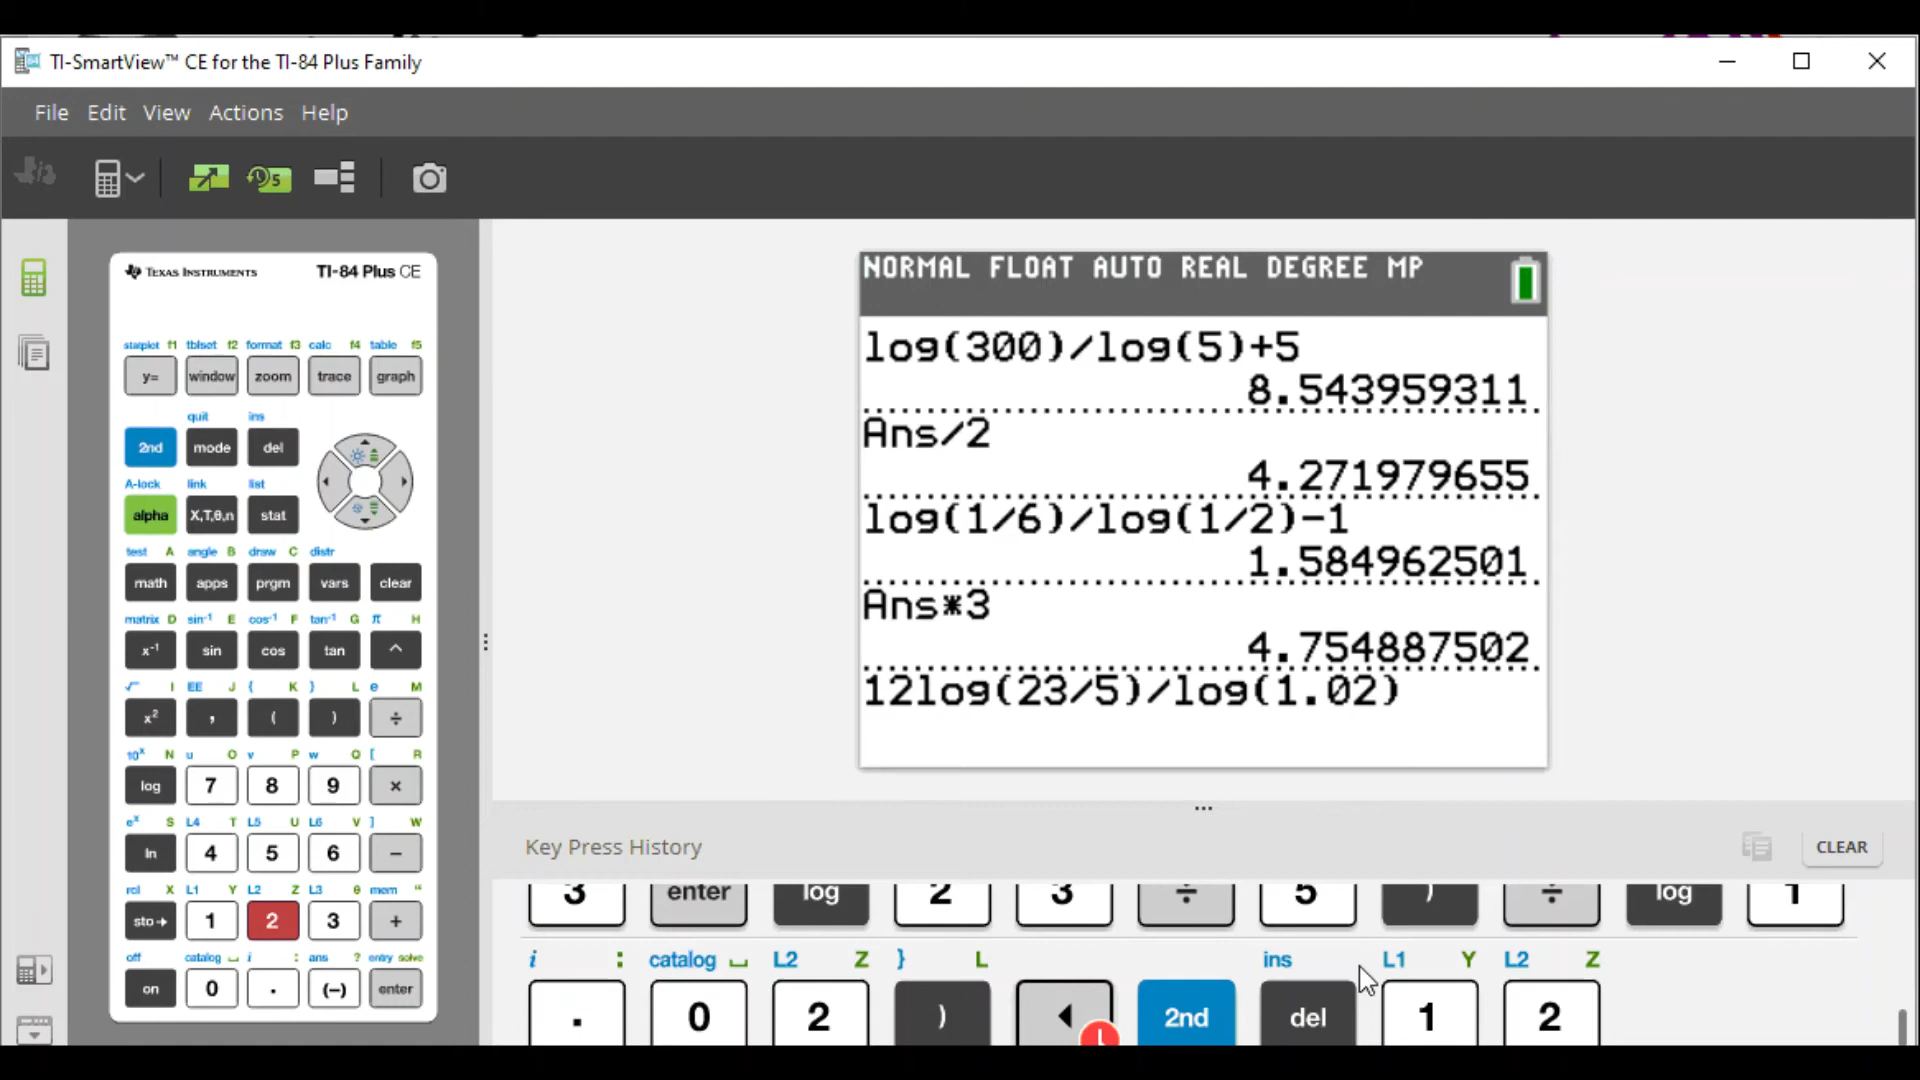 TI-SmartView™ CE for the TI-84 Plus Family
File Edit View Actions Help
TEXAS INSTRUMENTS TI-84 Plus CE
statplot f1 tblset f2 format f3 calc f4 table f5
y= window zoom trace graph
quit ins
2nd mode del
A-lock link list
alpha X,T,θ,n stat
test A angle B draw C distr
math apps prgm vars clear
matrix D sin⁻¹ E cos⁻¹ F tan⁻¹ G π H
x⁻¹ sin cos tan ^
√ I EE J { K } L e M
x² , ( ) ÷
10ˣ N u O v P w Q [ R
log 7 8 9 ×
eˣ S L4 T L5 U L6 V ] W
ln 4 5 6 −
rcl X L1 Y L2 Z L3 θ mem "
sto→ 1 2 3 +
off catalog ⎵ i : ans ? entry solve
on 0 . (−) enter
NORMAL FLOAT AUTO REAL DEGREE MP
log(300)/log(5)+5
8.543959311
Ans/2
4.271979655
log(1/6)/log(1/2)-1
1.584962501
Ans*3
4.754887502
12log(23/5)/log(1.02)
Key Press History
CLEAR
3 enter log 2 3 ÷ 5 ) ÷ log 1
i : catalog ⎵ L2 Z } L ins L1 Y L2 Z
. 0 2 ) 2nd del 1 2